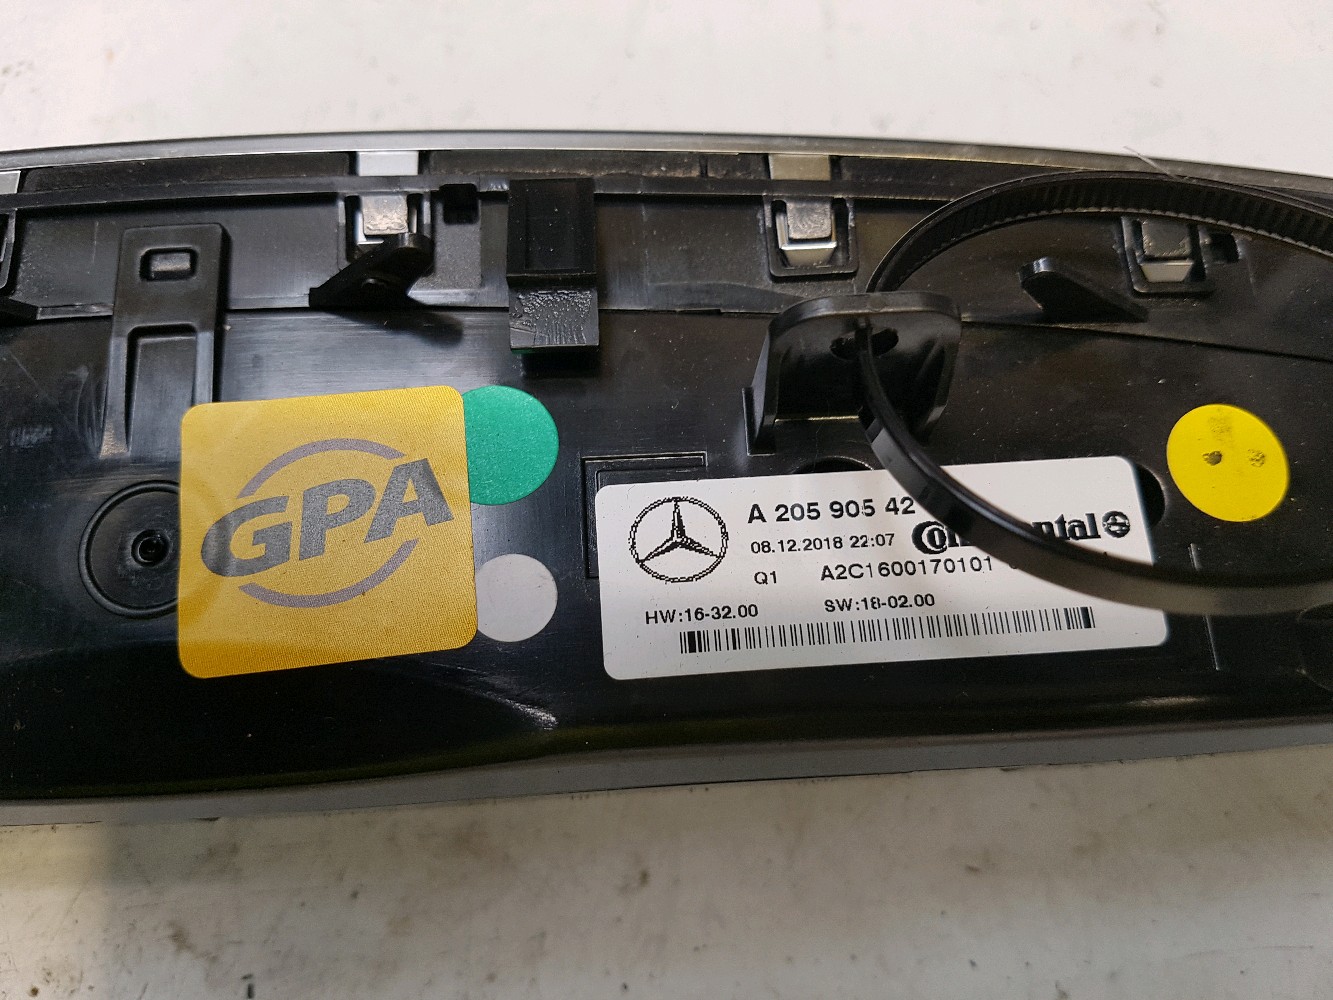 GPA
A 205 905 42
08.12.2018 22:07
Continental
Q1 A2C1600170101
HW:16-32.00 SW:18-02.00